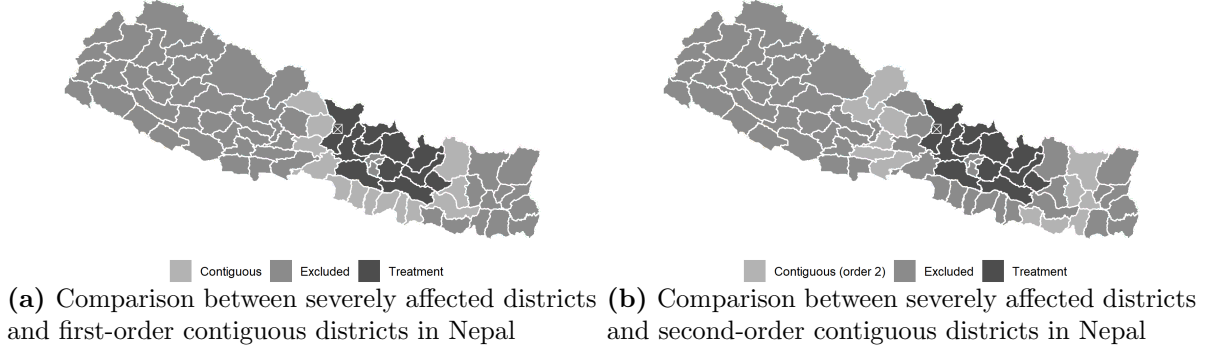 Contiguous Excluded Treatment
(a) Comparison between severely affected districts
and first-order contiguous districts in Nepal
Contiguous (order 2) Excluded Treatment
(b) Comparison between severely affected districts
and second-order contiguous districts in Nepal